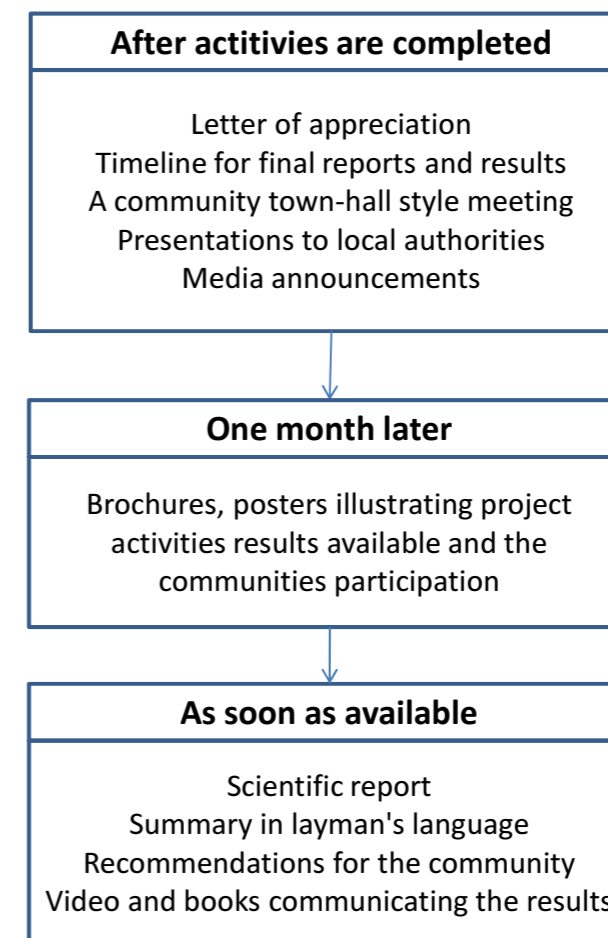 After actitivies are completed
Letter of appreciation
Timeline for final reports and results
A community town-hall style meeting
Presentations to local authorities
Media announcements
One month later
Brochures, posters illustrating project
activities results available and the
communities participation
As soon as available
Scientific report
Summary in layman's language
Recommendations for the community
Video and books communicating the results